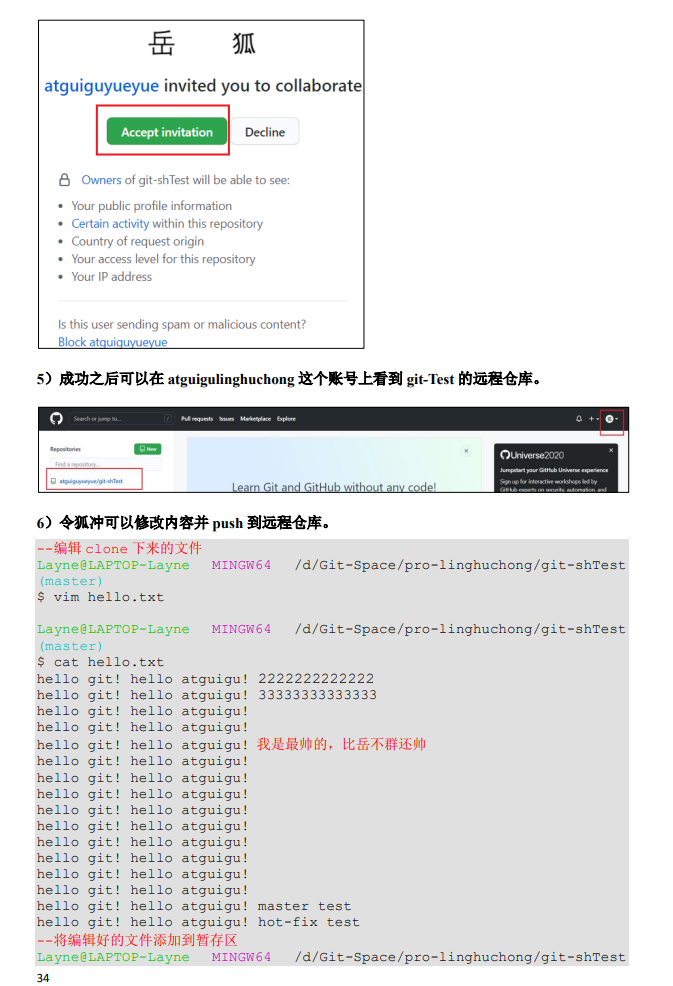 岳 狐
atguiguyueyue invited you to collaborate
Accept invitation Decline
Owners of git-shTest will be able to see:
• Your public profile information
• Certain activity within this repository
• Country of request origin
• Your access level for this repository
• Your IP address
Is this user sending spam or malicious content?
Block atguiguyueyue
5）成功之后可以在 atguigulinghuchong 这个账号上看到 git-Test 的远程仓库。
Search or jump to... / Pull requests Issues Marketplace Explore
Repositories New
Find a repository...
atguiguyueyue/git-shTest
Learn Git and GitHub without any code!
Universe2020
Jumpstart your GitHub Universe experience
Sign up for interactive workshops led by
GitHub experts on security, automation, and
6）令狐冲可以修改内容并 push 到远程仓库。
--编辑 clone 下来的文件
Layne@LAPTOP-Layne MINGW64 /d/Git-Space/pro-linghuchong/git-shTest
(master)
$ vim hello.txt
Layne@LAPTOP-Layne MINGW64 /d/Git-Space/pro-linghuchong/git-shTest
(master)
$ cat hello.txt
hello git! hello atguigu! 2222222222222
hello git! hello atguigu! 33333333333333
hello git! hello atguigu!
hello git! hello atguigu!
hello git! hello atguigu! 我是最帅的，比岳不群还帅
hello git! hello atguigu!
hello git! hello atguigu!
hello git! hello atguigu!
hello git! hello atguigu!
hello git! hello atguigu!
hello git! hello atguigu!
hello git! hello atguigu!
hello git! hello atguigu!
hello git! hello atguigu!
hello git! hello atguigu! master test
hello git! hello atguigu! hot-fix test
--将编辑好的文件添加到暂存区
Layne@LAPTOP-Layne MINGW64 /d/Git-Space/pro-linghuchong/git-shTest
34